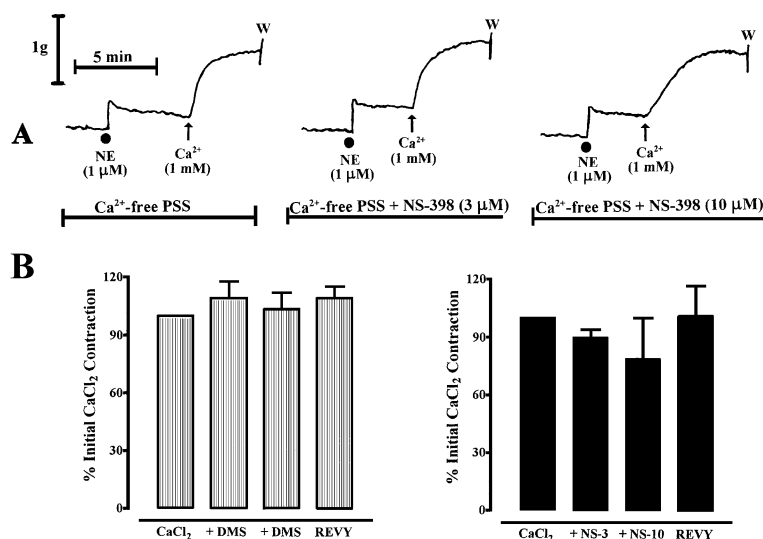 1g
5 min
W
W
W
A
NE
(1 µM)
Ca²⁺
(1 mM)
NE
(1 µM)
Ca²⁺
(1 mM)
NE
(1 µM)
Ca²⁺
(1 mM)
Ca²⁺-free PSS
Ca²⁺-free PSS + NS-398 (3 µM)
Ca²⁺-free PSS + NS-398 (10 µM)
B
% Initial CaCl₂ Contraction
120
90
60
30
0
CaCl₂ + DMS + DMS REVY
% Initial CaCl₂ Contraction
120
90
60
30
0
CaCl₂ + NS-3 + NS-10 REVY